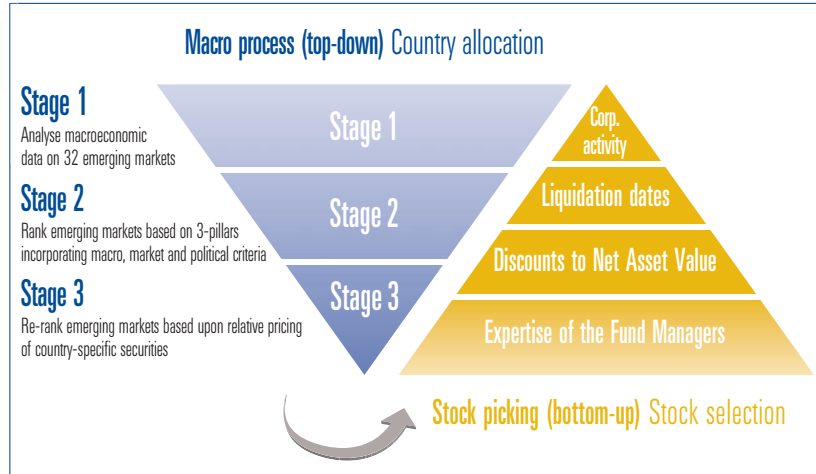 Macro process (top-down) Country allocation
Stage 1
Analyse macroeconomic
data on 32 emerging markets
Stage 2
Rank emerging markets based on 3-pillars
incorporating macro, market and political criteria
Stage 3
Re-rank emerging markets based upon relative pricing
of country-specific securities
Stage 1
Stage 2
Stage 3
Corp.
activity
Liquidation dates
Discounts to Net Asset Value
Expertise of the Fund Managers
Stock picking (bottom-up) Stock selection